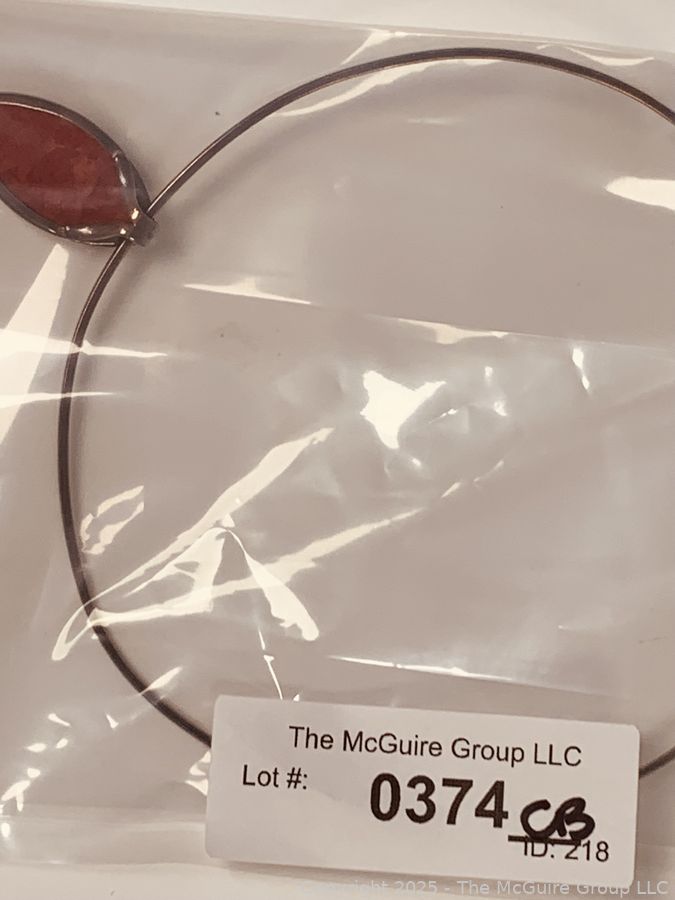 The McGuire Group LLC
Lot #: 0374 CB
ID: 218
Copyright 2025 - The McGuire Group LLC